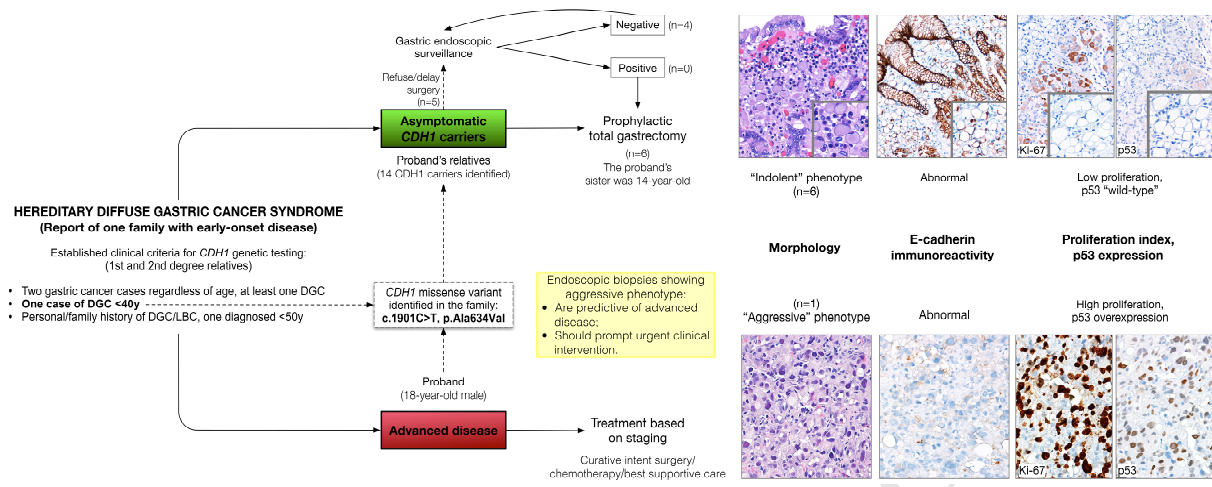 Negative (n=4)
Gastric endoscopic
surveillance
Positive (n=0)
Refuse/delay
surgery
(n=5)
Asymptomatic
CDH1 carriers
Prophylactic
total gastrectomy
(n=6)
The proband's
sister was 14-year-old
Proband's relatives
(14 CDH1 carriers identified)
HEREDITARY DIFFUSE GASTRIC CANCER SYNDROME
(Report of one family with early-onset disease)
Established clinical criteria for CDH1 genetic testing:
(1st and 2nd degree relatives)
• Two gastric cancer cases regardless of age, at least one DGC
• One case of DGC <40y
• Personal/family history of DGC/LBC, one diagnosed <50y
CDH1 missense variant
identified in the family:
c.1901C>T, p.Ala634Val
Endoscopic biopsies showing
aggressive phenotype:
• Are predictive of advanced
disease;
• Should prompt urgent clinical
intervention.
Proband
(18-year-old male)
Advanced disease
Treatment based
on staging
Curative intent surgery/
chemotherapy/best supportive care
Ki-67
p53
"Indolent" phenotype
(n=6)
Abnormal
Low proliferation,
p53 "wild-type"
Morphology
E-cadherin
immunoreactivity
Proliferation index,
p53 expression
(n=1)
"Aggressive" phenotype
Abnormal
High proliferation,
p53 overexpression
Ki-67
p53